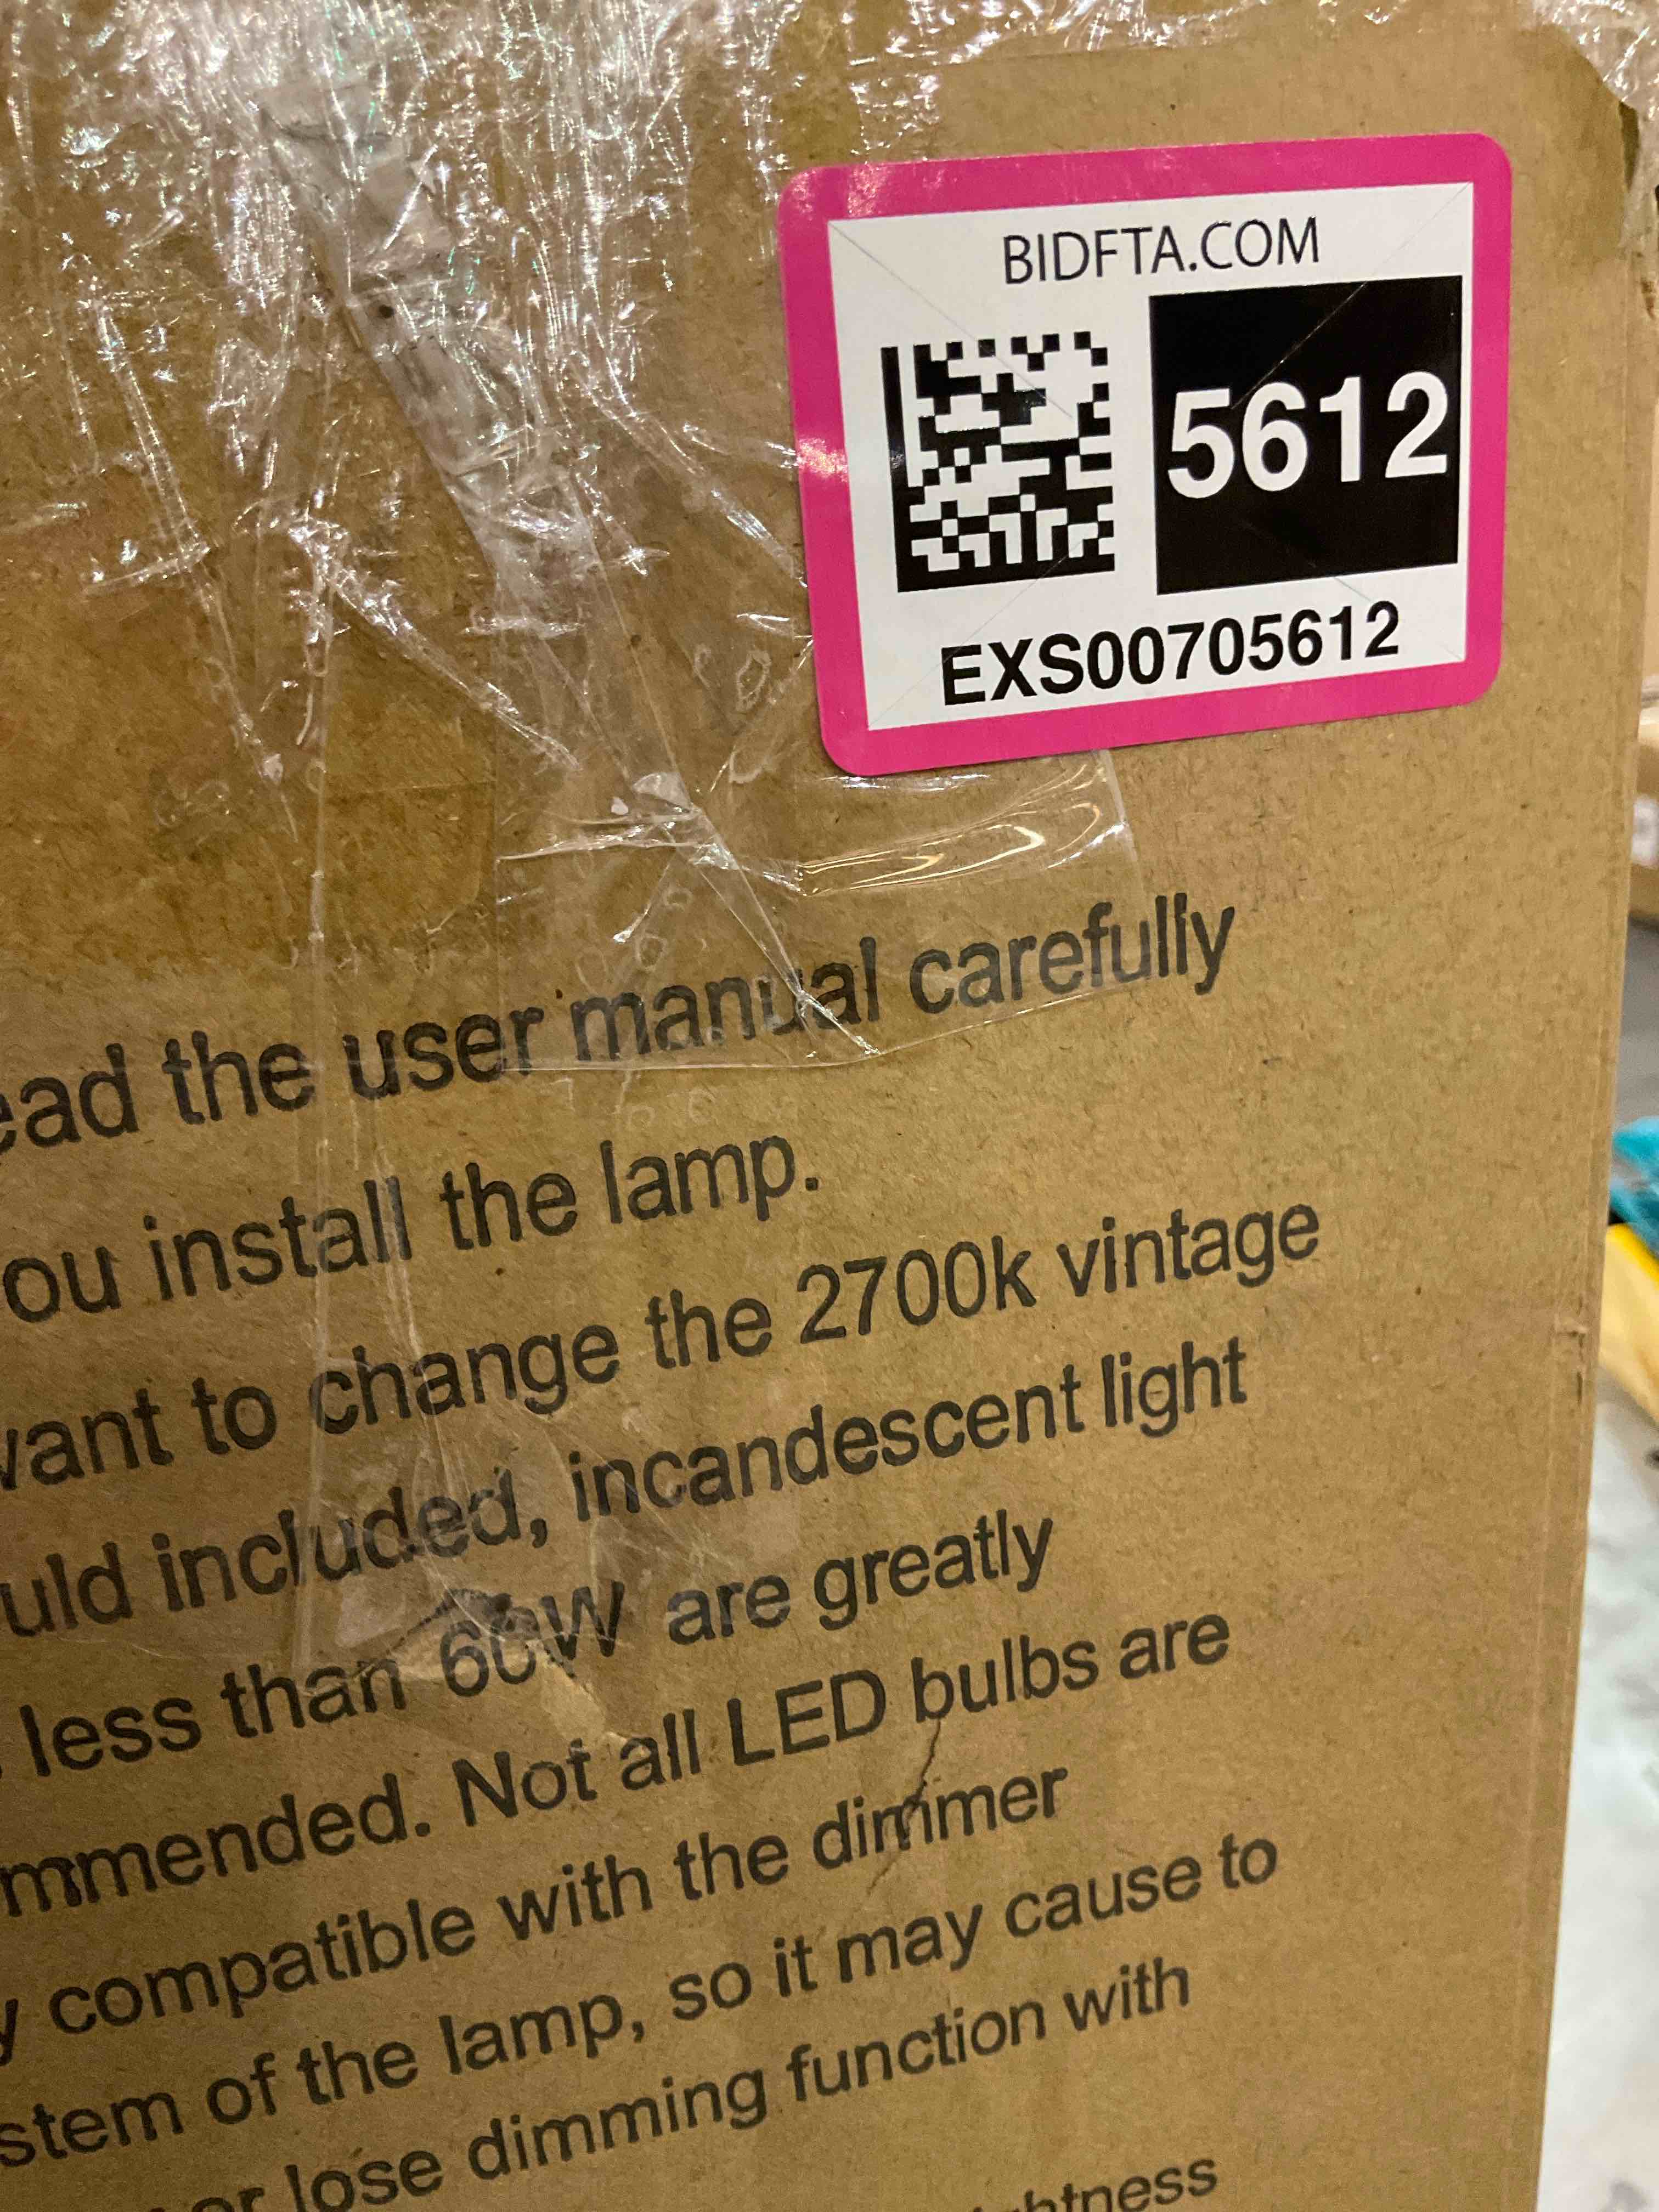 BIDFTA.COM
5612
EXS00705612
ead the user manual carefully
ou install the lamp.
want to change the 2700k vintage
uld included, incandescent light
less than 60W are greatly
mmended. Not all LED bulbs are
y compatible with the dimmer
stem of the lamp, so it may cause to
or lose dimming function with
htness